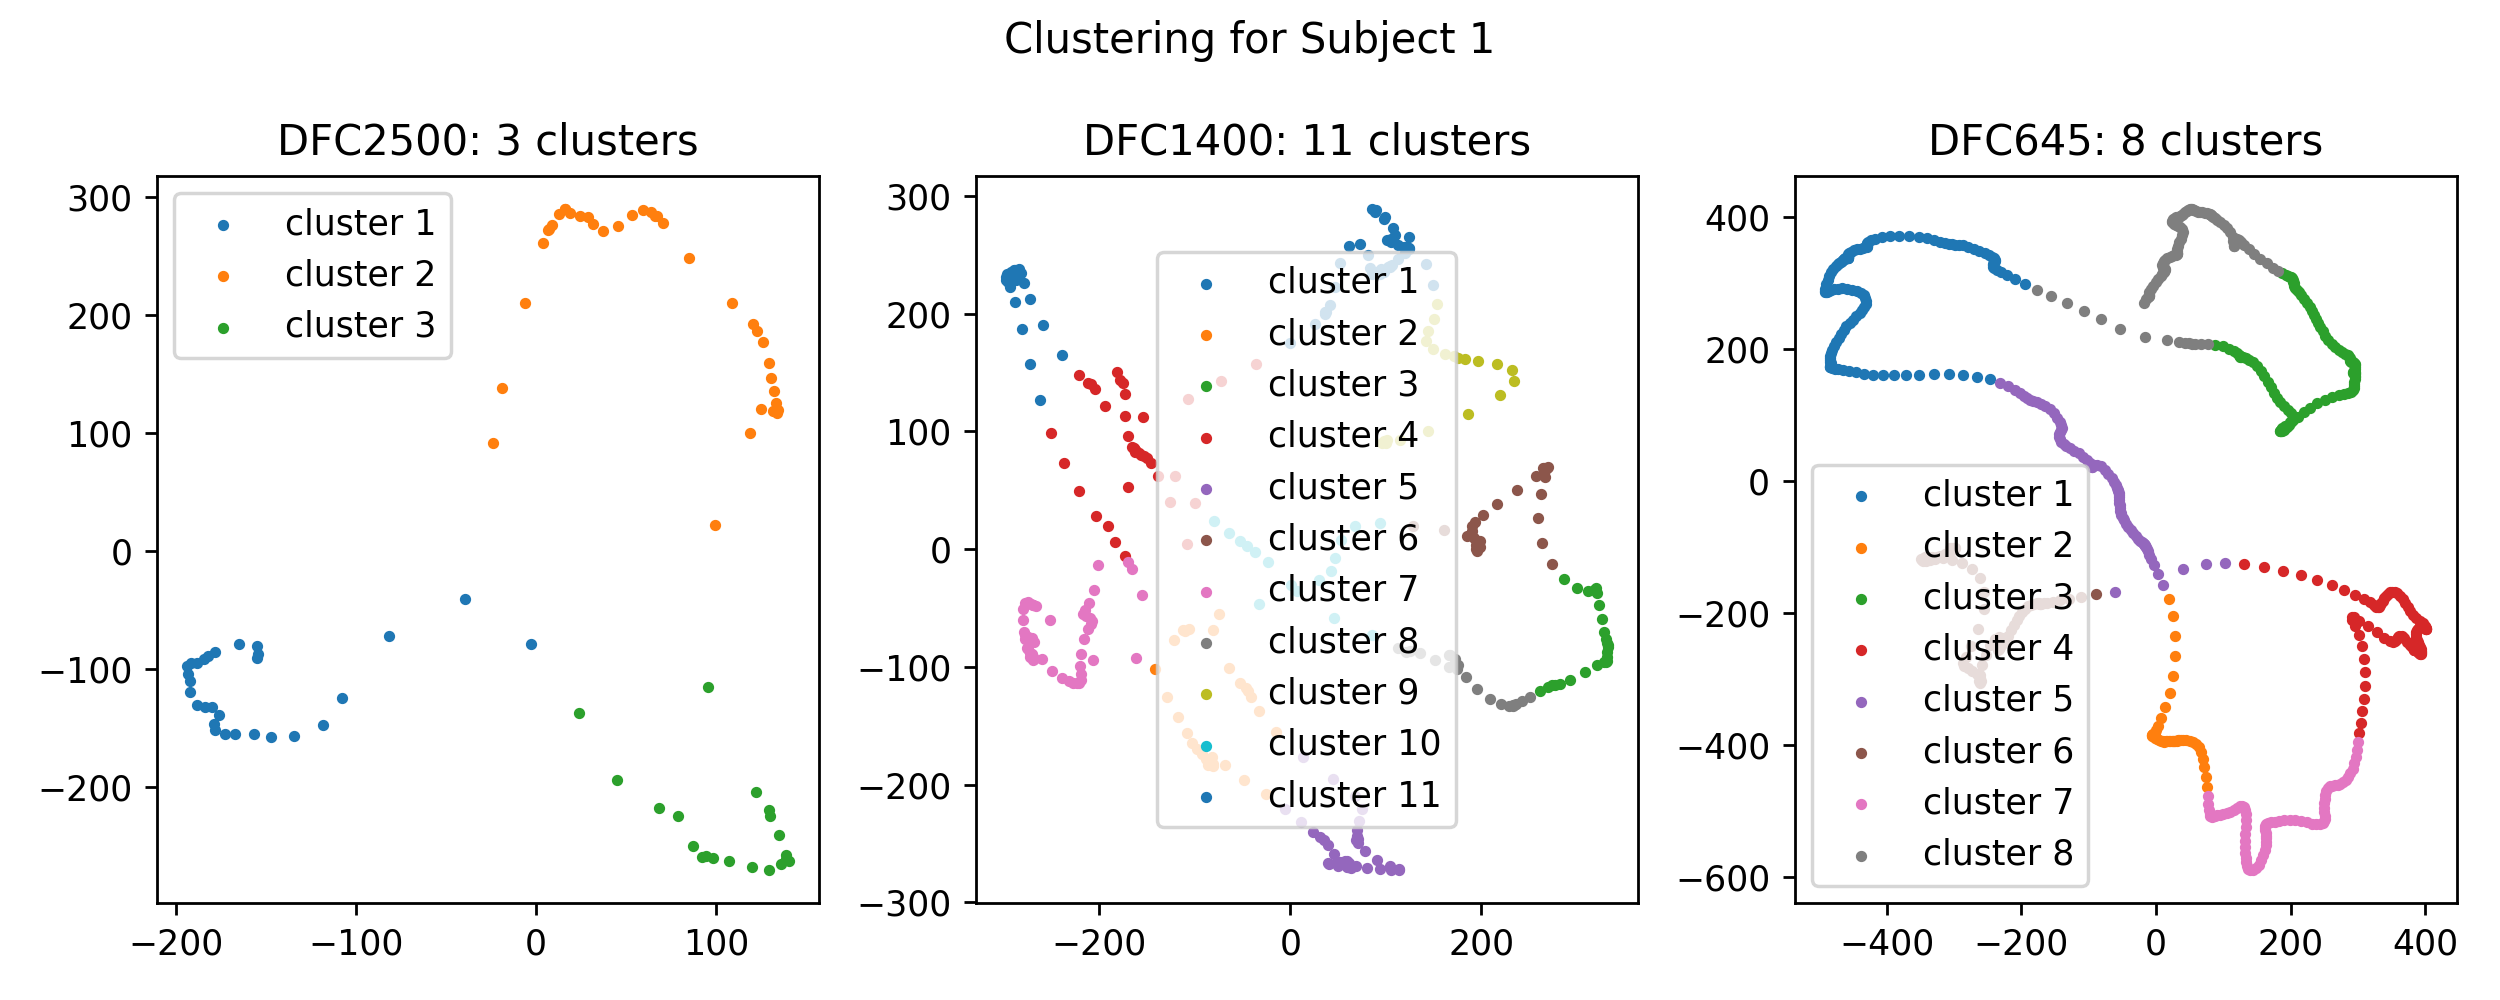 Clustering for Subject 1
DFC2500: 3 clusters
300
200
100
0
−100
−200
−200
−100
0
100
cluster 1
cluster 2
cluster 3
DFC1400: 11 clusters
300
200
100
0
−100
−200
−300
−200
0
200
cluster 1
cluster 2
cluster 3
cluster 4
cluster 5
cluster 6
cluster 7
cluster 8
cluster 9
cluster 10
cluster 11
DFC645: 8 clusters
400
200
0
−200
−400
−600
−400
−200
0
200
400
cluster 1
cluster 2
cluster 3
cluster 4
cluster 5
cluster 6
cluster 7
cluster 8